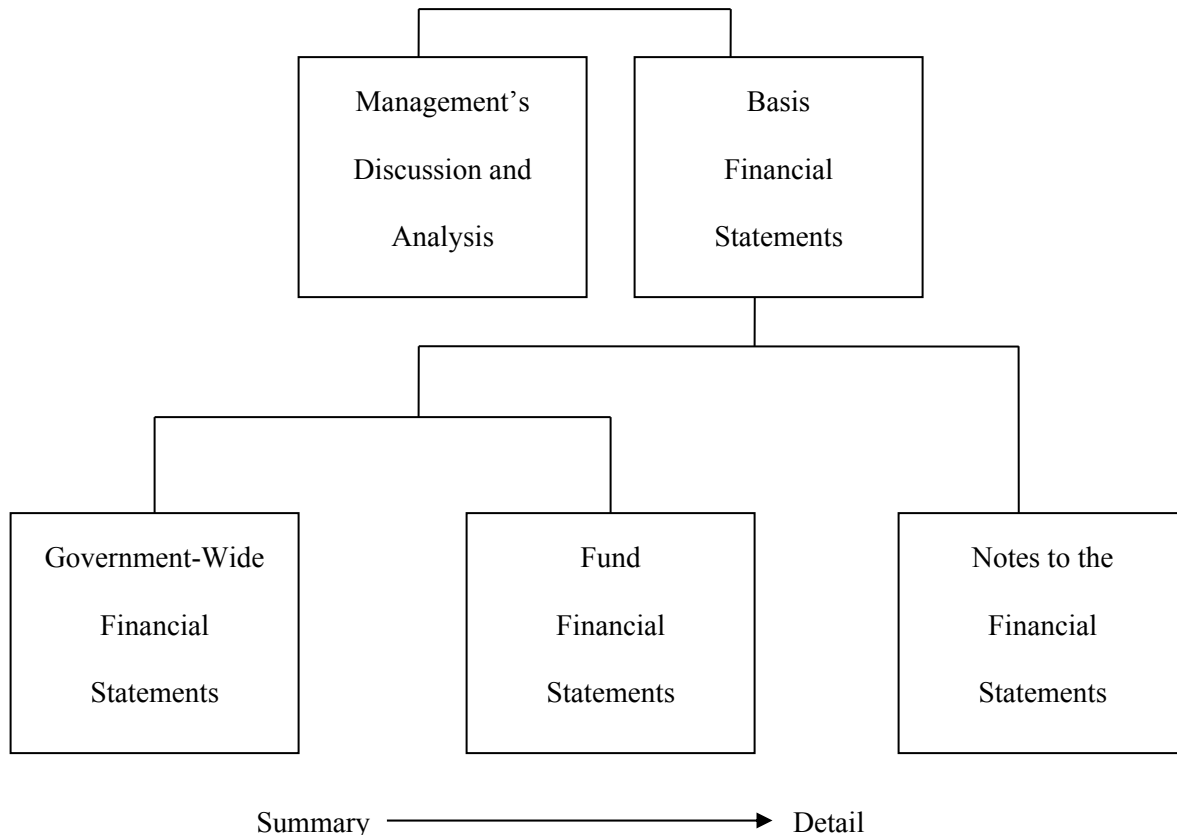 Management’s
Discussion and
Analysis
Basis
Financial
Statements
Government-Wide
Financial
Statements
Fund
Financial
Statements
Notes to the
Financial
Statements
Summary
Detail